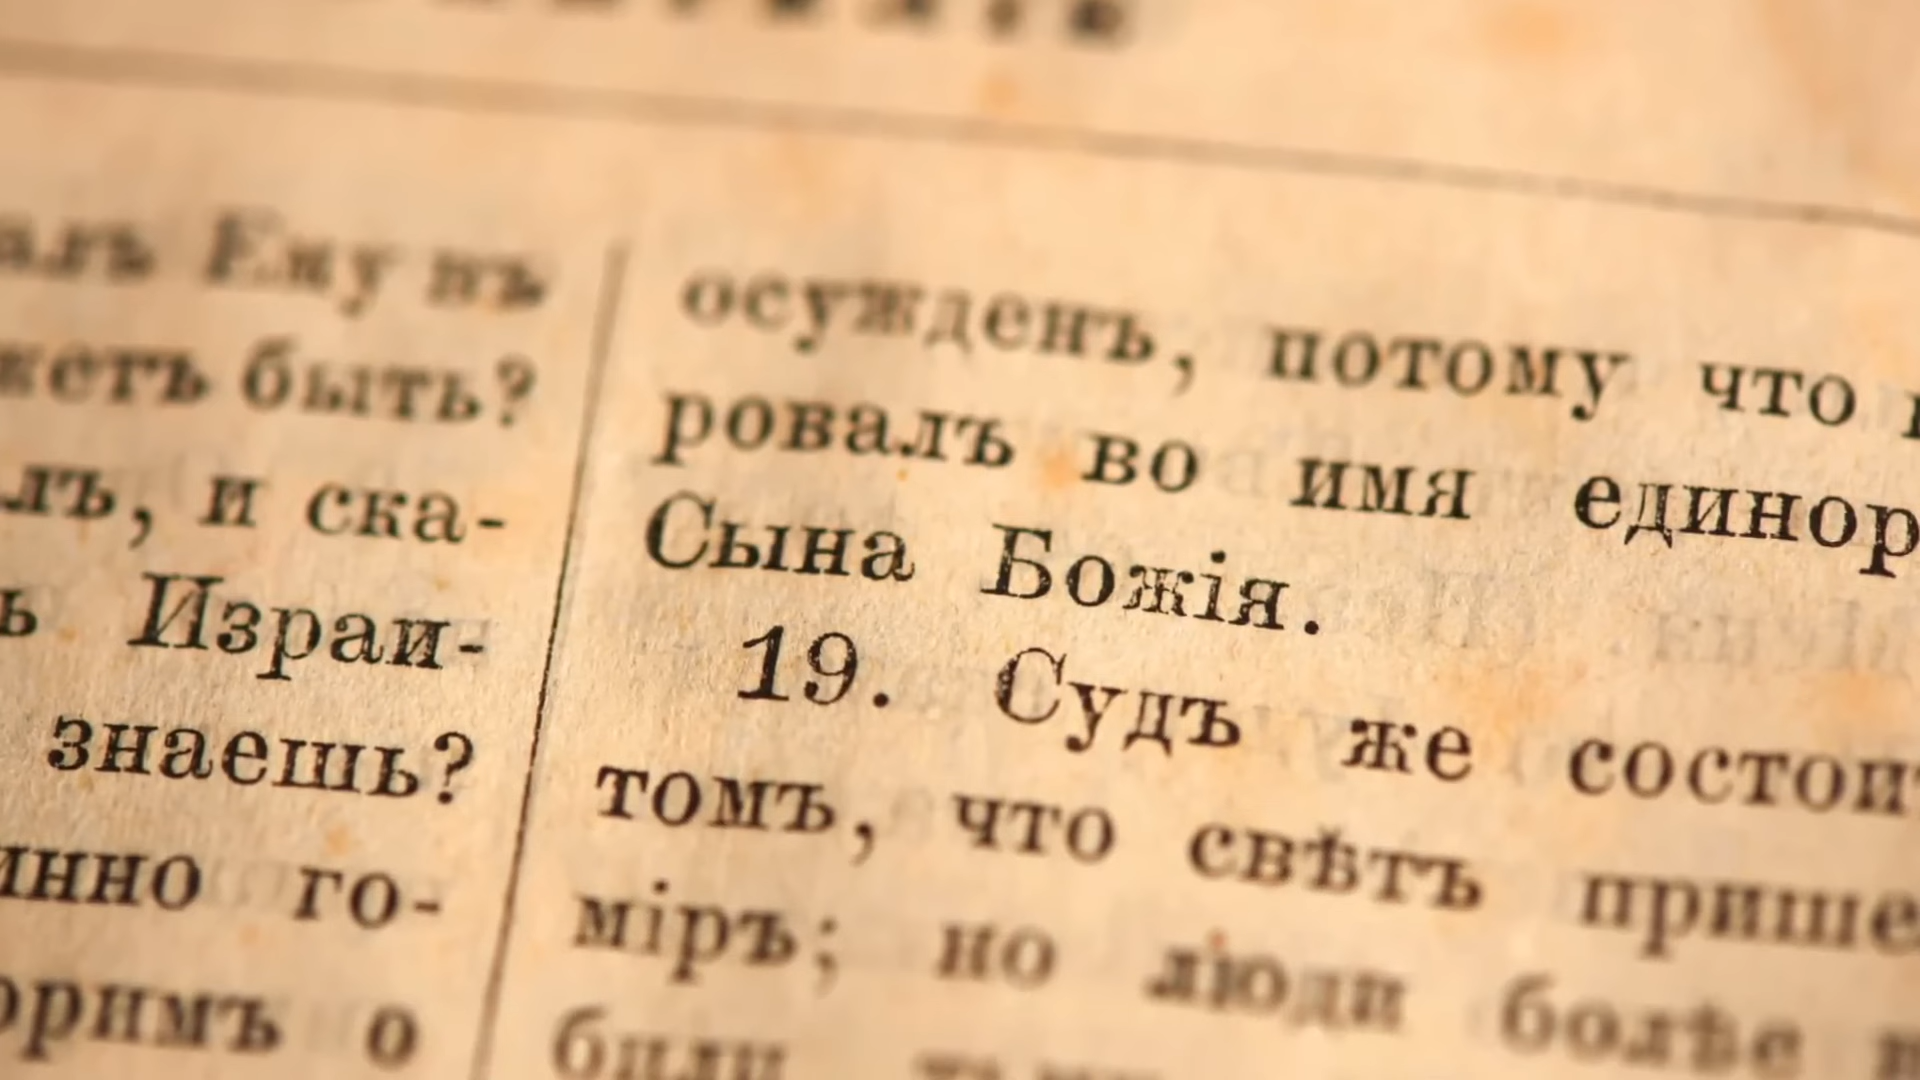 алъ Ему въ
жетъ быть?
лъ, и ска-
ъ Израи-
знаешь?
инно го-
оримъ о
осужденъ, потому что
ровалъ во имя единор
Сына Божія.
19. Судъ же состоит
томъ, что свѣтъ прише
міръ; но люди болѣе